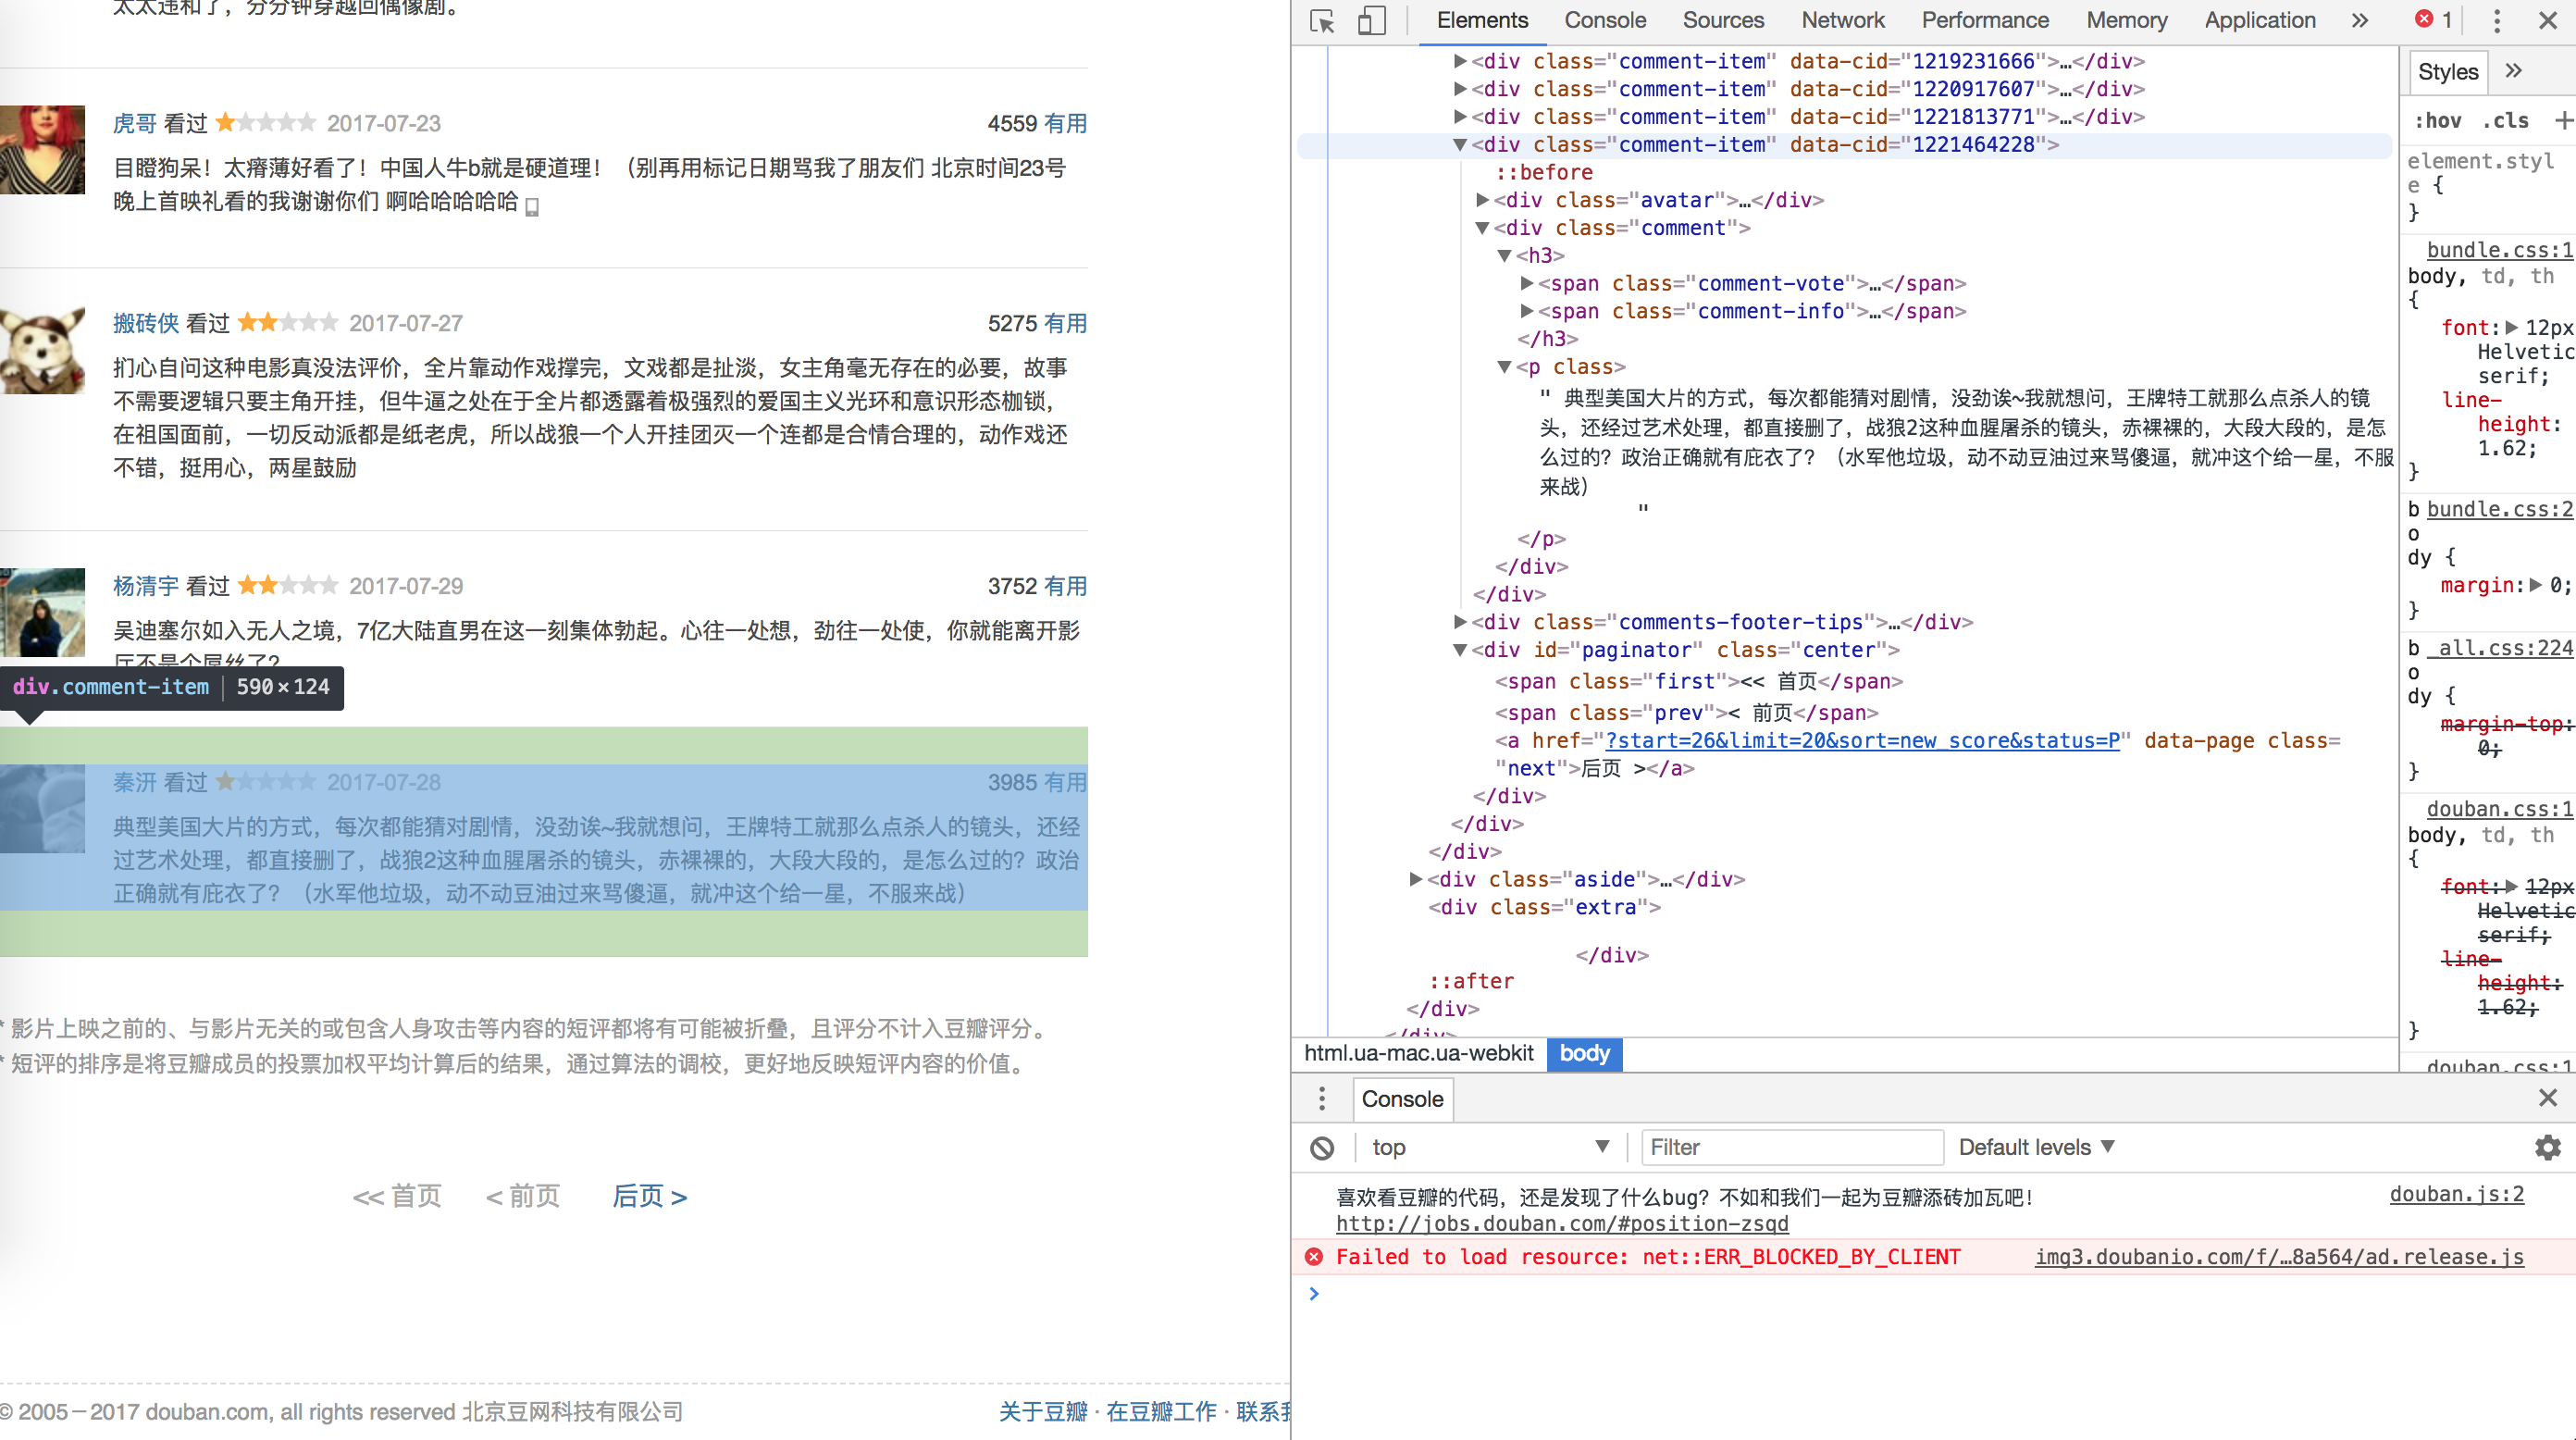 太太违和了，分分钟穿越回偶像剧。
虎哥 看过 2017-07-23 4559 有用
目瞪狗呆！太瘠薄好看了！中国人牛b就是硬道理！（别再用标记日期骂我了朋友们 北京时间23号
晚上首映礼看的我谢谢你们 啊哈哈哈哈哈
搬砖侠 看过 2017-07-27 5275 有用
扪心自问这种电影真没法评价，全片靠动作戏撑完，文戏都是扯淡，女主角毫无存在的必要，故事
不需要逻辑只要主角开挂，但牛逼之处在于全片都透露着极强烈的爱国主义光环和意识形态枷锁，
在祖国面前，一切反动派都是纸老虎，所以战狼一个人开挂团灭一个连都是合情合理的，动作戏还
不错，挺用心，两星鼓励
杨清宇 看过 2017-07-29 3752 有用
吴迪塞尔如入无人之境，7亿大陆直男在这一刻集体勃起。心往一处想，劲往一处使，你就能离开影
厅不是个屌丝了？
div.comment-item | 590 × 124
秦汧 看过 2017-07-28 3985 有用
典型美国大片的方式，每次都能猜对剧情，没劲诶~我就想问，王牌特工就那么点杀人的镜头，还经
过艺术处理，都直接删了，战狼2这种血腥屠杀的镜头，赤裸裸的，大段大段的，是怎么过的？政治
正确就有庇衣了？（水军他垃圾，动不动豆油过来骂傻逼，就冲这个给一星，不服来战）
* 影片上映之前的、与影片无关的或包含人身攻击等内容的短评都将有可能被折叠，且评分不计入豆瓣评分。
* 短评的排序是将豆瓣成员的投票加权平均计算后的结果，通过算法的调校，更好地反映短评内容的价值。
<< 首页 < 前页 后页 >
© 2005－2017 douban.com, all rights reserved 北京豆网科技有限公司 关于豆瓣 · 在豆瓣工作 · 联系我
Elements Console Sources Network Performance Memory Application » 1
<div class="comment-item" data-cid="1219231666">…</div>
<div class="comment-item" data-cid="1220917607">…</div>
<div class="comment-item" data-cid="1221813771">…</div>
<div class="comment-item" data-cid="1221464228">
::before
<div class="avatar">…</div>
<div class="comment">
<h3>
<span class="comment-vote">…</span>
<span class="comment-info">…</span>
</h3>
<p class>
" 典型美国大片的方式，每次都能猜对剧情，没劲诶~我就想问，王牌特工就那么点杀人的镜
头，还经过艺术处理，都直接删了，战狼2这种血腥屠杀的镜头，赤裸裸的，大段大段的，是怎
么过的？政治正确就有庇衣了？（水军他垃圾，动不动豆油过来骂傻逼，就冲这个给一星，不服
来战）
"
</p>
</div>
</div>
<div class="comments-footer-tips">…</div>
<div id="paginator" class="center">
<span class="first"><< 首页</span>
<span class="prev">< 前页</span>
<a href="?start=26&limit=20&sort=new_score&status=P" data-page class=
"next">后页 ></a>
</div>
</div>
</div>
<div class="aside">…</div>
<div class="extra">
</div>
::after
</div>
</div>
html.ua-mac.ua-webkit body
Styles »
:hov .cls +
element.styl
e {
}
bundle.css:1
body, td, th
{
font: 12px
Helvetic
serif;
line-
height:
1.62;
}
b bundle.css:2
o
dy {
margin: 0;
}
b _all.css:224
o
dy {
margin-top:
0;
}
douban.css:1
body, td, th
{
font: 12px
Helvetic
serif;
line-
height:
1.62;
}
douban.css:1
Console
top Filter Default levels
喜欢看豆瓣的代码，还是发现了什么bug？不如和我们一起为豆瓣添砖加瓦吧！ douban.js:2
http://jobs.douban.com/#position-zsqd
Failed to load resource: net::ERR_BLOCKED_BY_CLIENT img3.doubanio.com/f/…8a564/ad.release.js
>